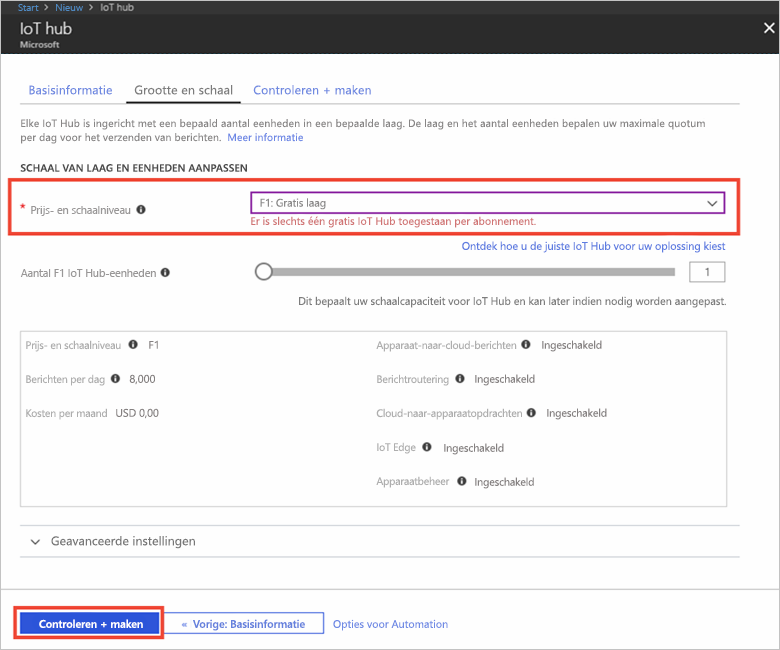 Start > Nieuw > IoT hub
IoT hub
Microsoft
Basisinformatie Grootte en schaal Controleren + maken
Elke IoT Hub is ingericht met een bepaald aantal eenheden in een bepaalde laag. De laag en het aantal eenheden bepalen uw maximale quotum
per dag voor het verzenden van berichten. Meer informatie
SCHAAL VAN LAAG EN EENHEDEN AANPASSEN
* Prijs- en schaalniveau F1: Gratis laag
Er is slechts één gratis IoT Hub toegestaan per abonnement.
Ontdek hoe u de juiste IoT Hub voor uw oplossing kiest
Aantal F1 IoT Hub-eenheden 1
Dit bepaalt uw schaalcapaciteit voor IoT Hub en kan later indien nodig worden aangepast.
Prijs- en schaalniveau F1 Apparaat-naar-cloud-berichten Ingeschakeld
Berichten per dag 8,000 Berichtroutering Ingeschakeld
Kosten per maand USD 0,00 Cloud-naar-apparaatopdrachten Ingeschakeld
IoT Edge Ingeschakeld
Apparaatbeheer Ingeschakeld
Geavanceerde instellingen
Controleren + maken « Vorige: Basisinformatie Opties voor Automation